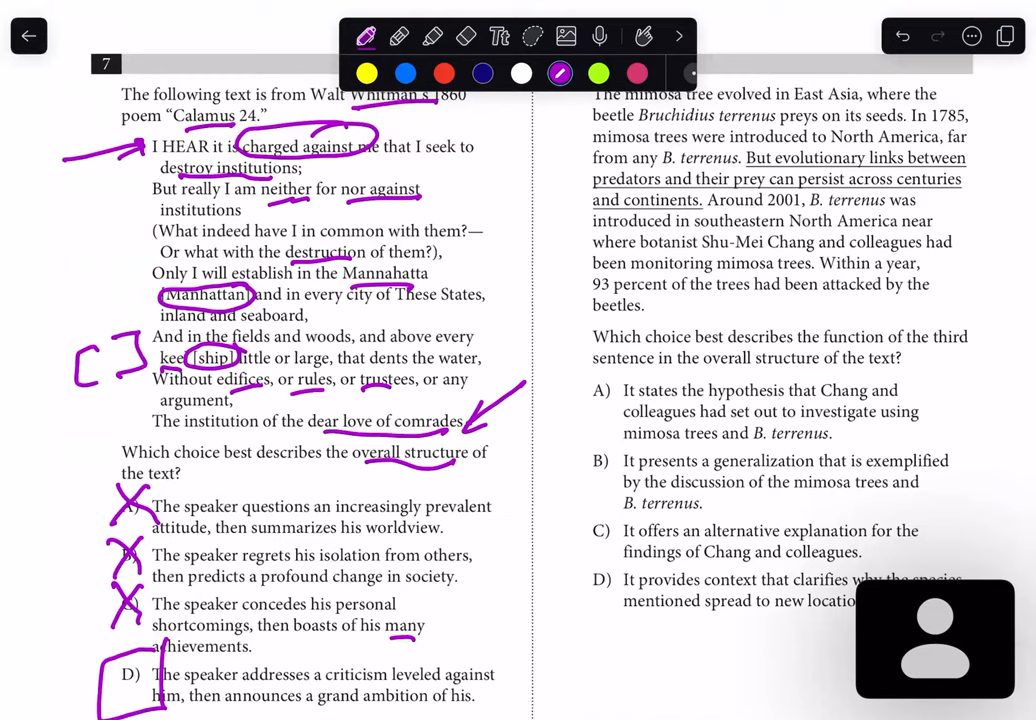 Tt
7
The following text is from Walt Whitman's 1860
poem “Calamus 24.”
I HEAR it is charged against me that I seek to
destroy institutions;
But really I am neither for nor against
institutions
(What indeed have I in common with them?—
Or what with the destruction of them?),
Only I will establish in the Mannahatta
[Manhattan] and in every city of These States,
inland and seaboard,
And in the fields and woods, and above every
keel [ship] little or large, that dents the water,
Without edifices, or rules, or trustees, or any
argument,
The institution of the dear love of comrades.
Which choice best describes the overall structure of
the text?
A) The speaker questions an increasingly prevalent
attitude, then summarizes his worldview.
B) The speaker regrets his isolation from others,
then predicts a profound change in society.
C) The speaker concedes his personal
shortcomings, then boasts of his many
achievements.
D) The speaker addresses a criticism leveled against
him, then announces a grand ambition of his.
The mimosa tree evolved in East Asia, where the
beetle Bruchidius terrenus preys on its seeds. In 1785,
mimosa trees were introduced to North America, far
from any B. terrenus. But evolutionary links between
predators and their prey can persist across centuries
and continents. Around 2001, B. terrenus was
introduced in southeastern North America near
where botanist Shu-Mei Chang and colleagues had
been monitoring mimosa trees. Within a year,
93 percent of the trees had been attacked by the
beetles.
Which choice best describes the function of the third
sentence in the overall structure of the text?
A) It states the hypothesis that Chang and
colleagues had set out to investigate using
mimosa trees and B. terrenus.
B) It presents a generalization that is exemplified
by the discussion of the mimosa trees and
B. terrenus.
C) It offers an alternative explanation for the
findings of Chang and colleagues.
D) It provides context that clarifies why the species
mentioned spread to new locatio